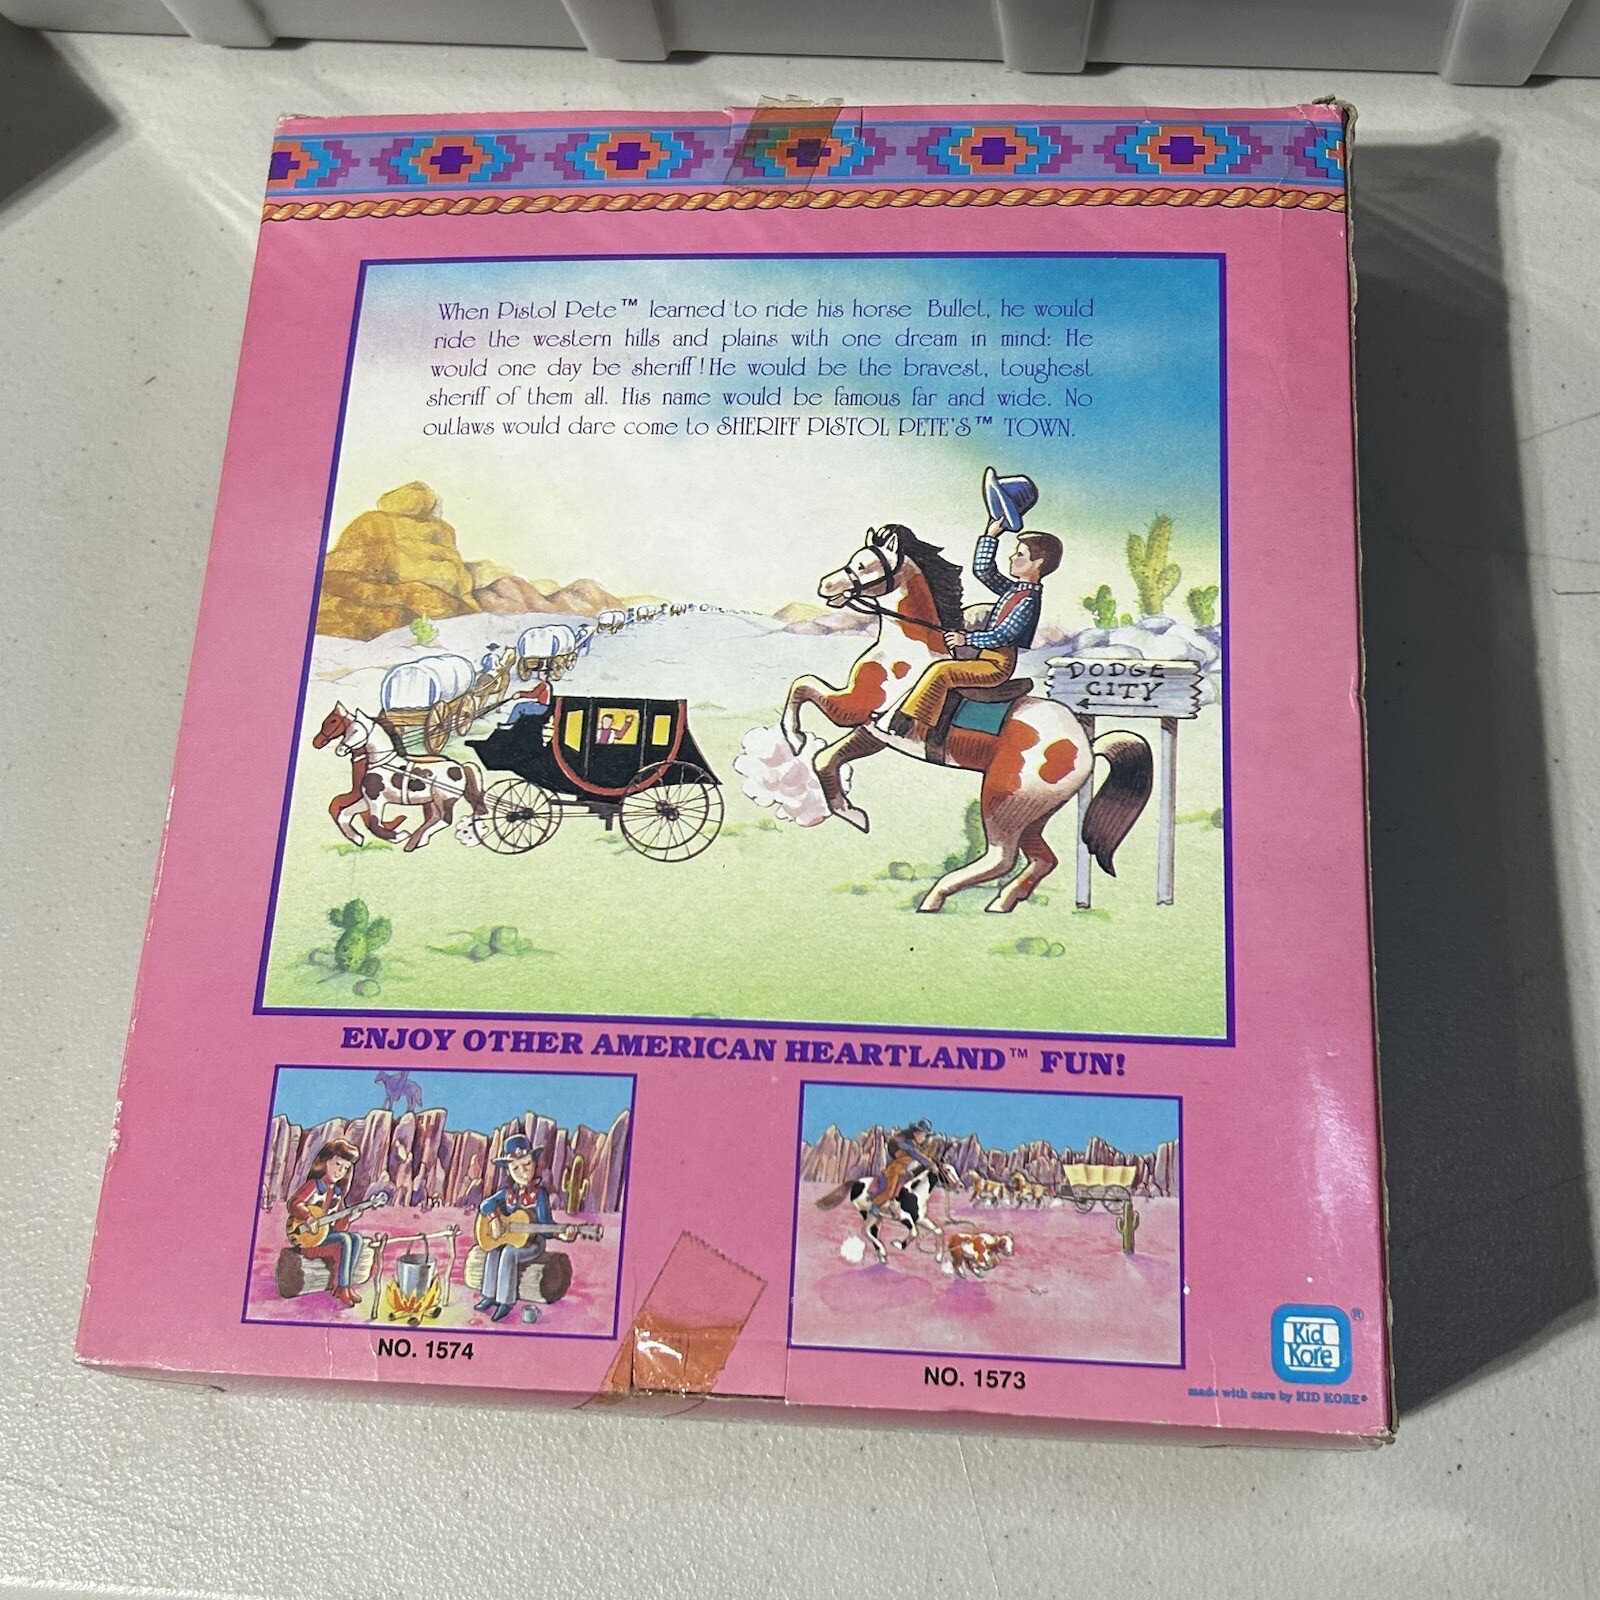 When Pistol Pete™ learned to ride his horse Bullet, he would
ride the western hills and plains with one dream in mind: He
would one day be sheriff! He would be the bravest, toughest
sheriff of them all. His name would be famous far and wide. No
outlaws would dare come to SHERIFF PISTOL PETE'S™ TOWN.
DODGE
CITY
ENJOY OTHER AMERICAN HEARTLAND™ FUN!
NO. 1574
NO. 1573
Kid
Kore
®
made with care by KID KORE®